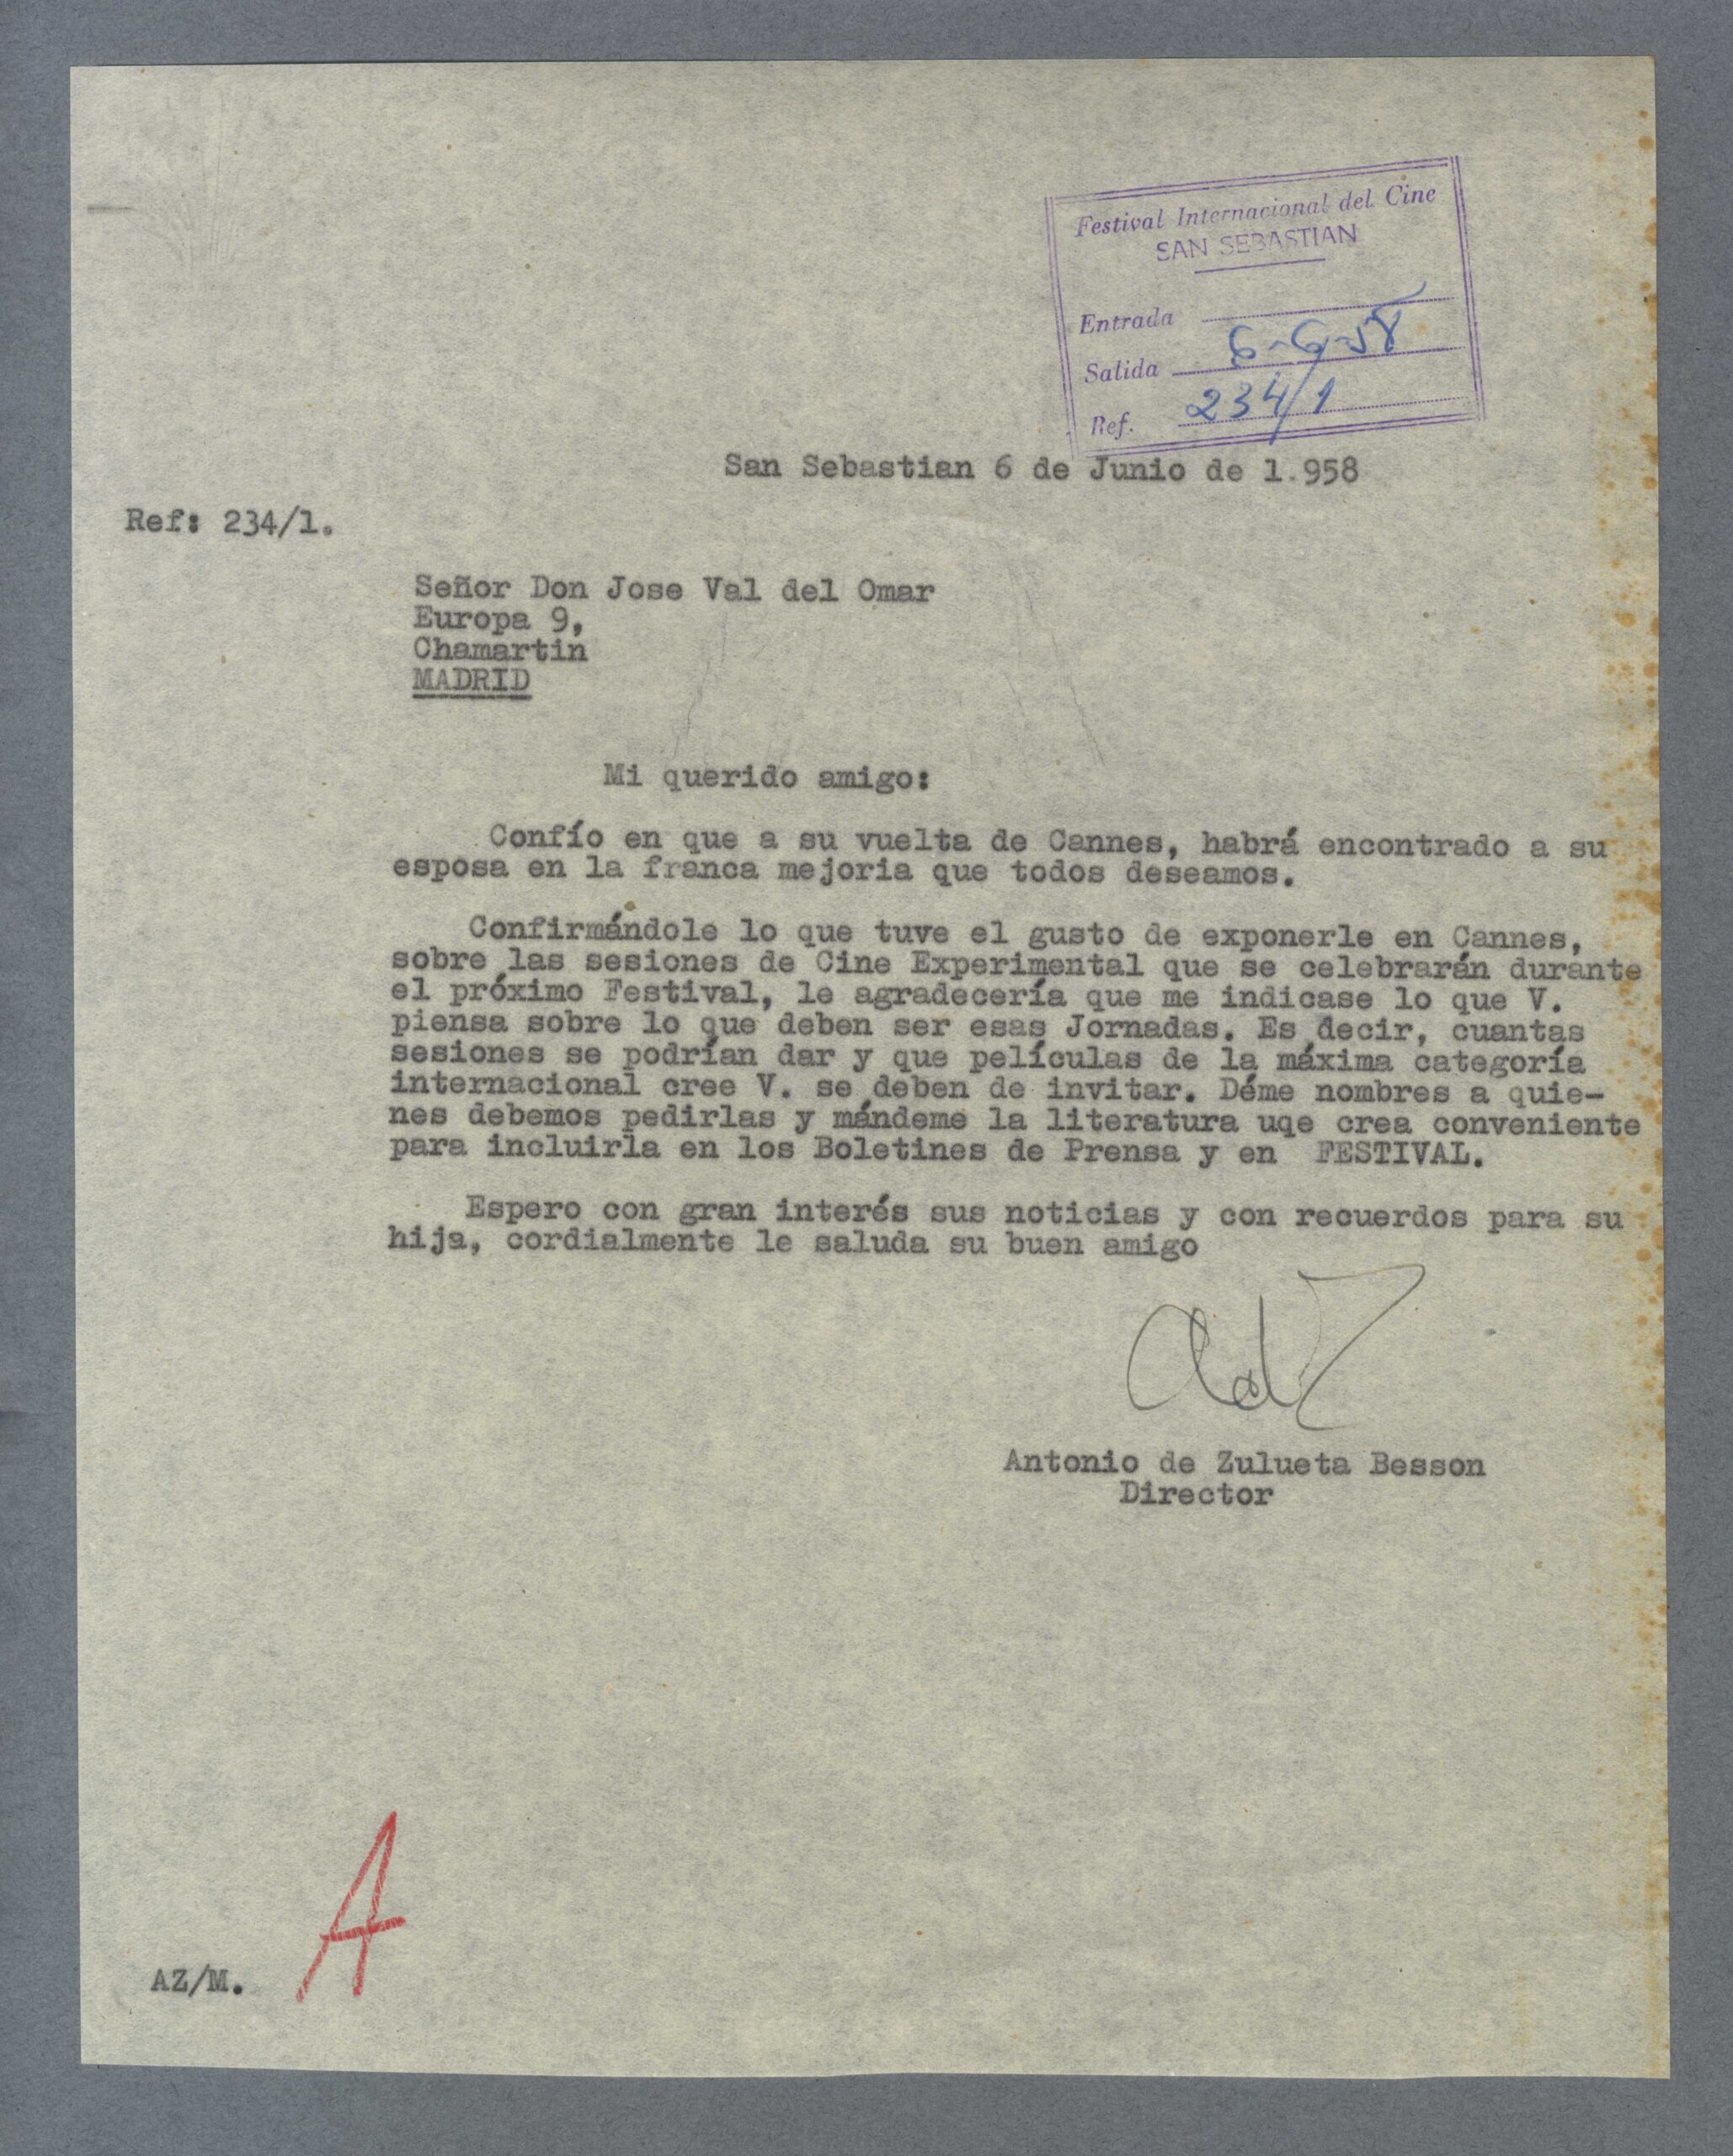 Festival Internacional del Cine
SAN SEBASTIAN
Entrada
Salida 6-6-58
Ref. 234/1
San Sebastian 6 de Junio de 1.958
Ref: 234/1.
Señor Don Jose Val del Omar
Europa 9,
Chamartin
MADRID
Mi querido amigo:
Confío en que a su vuelta de Cannes, habrá encontrado a su
esposa en la franca mejoria que todos deseamos.
Confirmándole lo que tuve el gusto de exponerle en Cannes,
sobre las sesiones de Cine Experimental que se celebrarán durante
el próximo Festival, le agradecería que me indicase lo que V.
piensa sobre lo que deben ser esas Jornadas. Es decir, cuantas
sesiones se podrían dar y que películas de la máxima categoría
internacional cree V. se deben de invitar. Déme nombres a quie-
nes debemos pedirlas y mándeme la literatura uqe crea conveniente
para incluirla en los Boletines de Prensa y en FESTIVAL.
Espero con gran interés sus noticias y con recuerdos para su
hija, cordialmente le saluda su buen amigo
AdZ
Antonio de Zulueta Besson
Director
A
AZ/M.